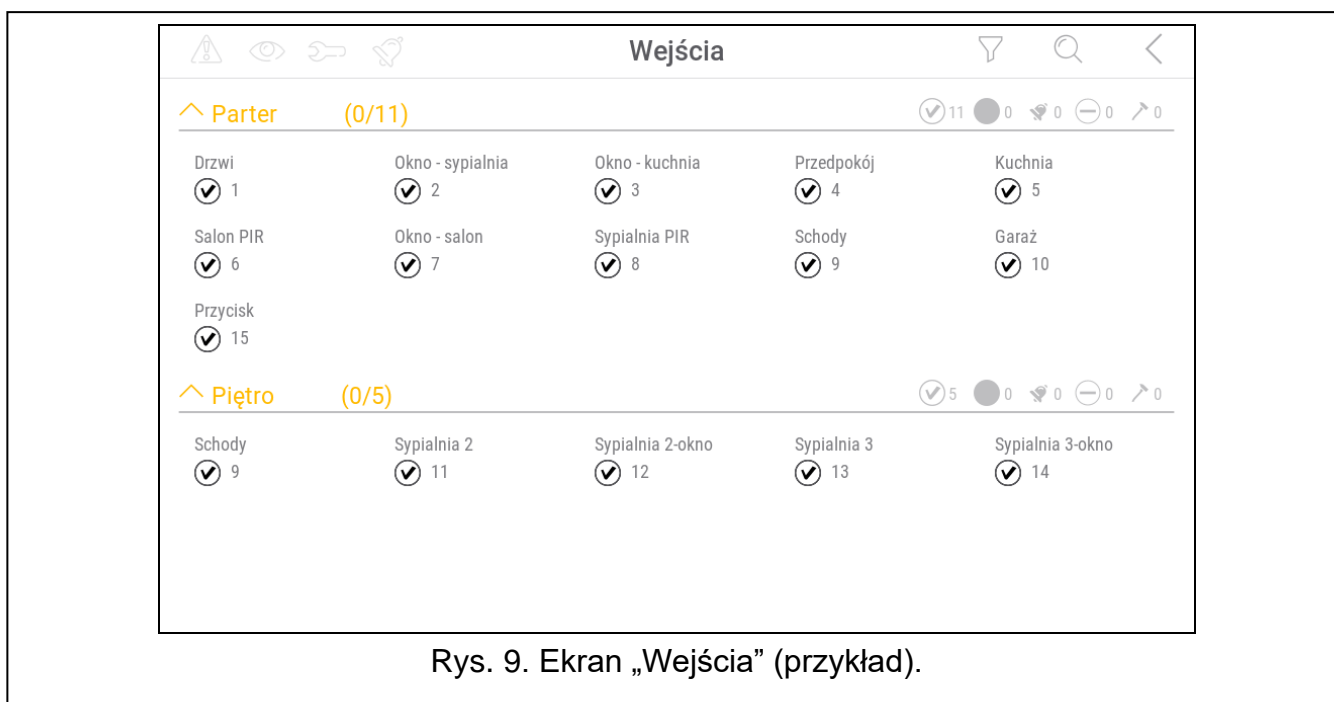 Wejścia
Parter (0/11) 11 0 0 0 0
Drzwi Okno - sypialnia Okno - kuchnia Przedpokój Kuchnia
1 2 3 4 5
Salon PIR Okno - salon Sypialnia PIR Schody Garaż
6 7 8 9 10
Przycisk
15
Piętro (0/5) 5 0 0 0 0
Schody Sypialnia 2 Sypialnia 2-okno Sypialnia 3 Sypialnia 3-okno
9 11 12 13 14
Rys. 9. Ekran „Wejścia” (przykład).